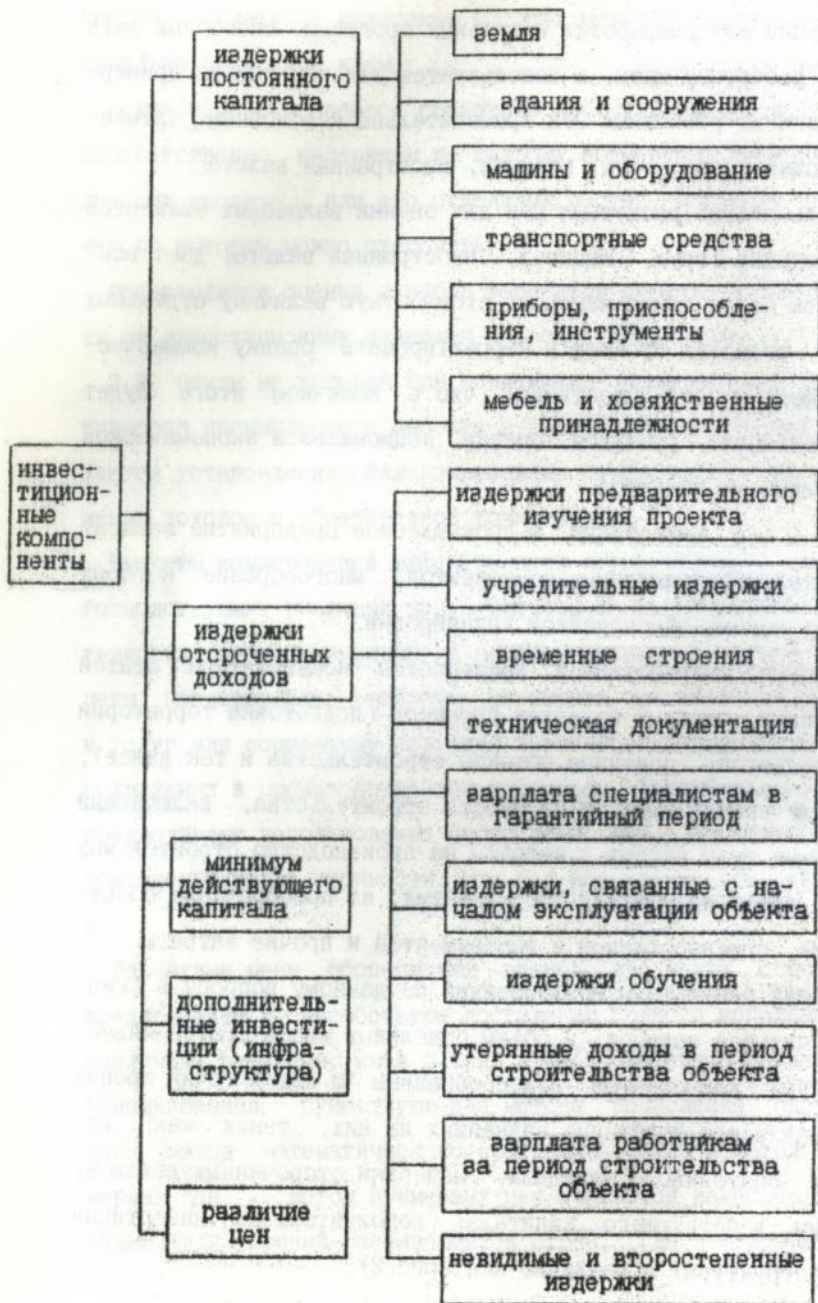 инвес-
тицион-
ные
компо-
ненты
издержки
постоянного
капитала
земля
здания и сооружения
машины и оборудование
транспортные средства
приборы, приспособле-
ния, инструменты
мебель и хозяйственные
принадлежности
издержки
отсроченных
доходов
издержки предварительного
изучения проекта
учредительные издержки
временные строения
техническая документация
зарплата специалистам в
гарантийный период
издержки, связанные с на-
чалом эксплуатации объекта
издержки обучения
утерянные доходы в период
строительства объекта
зарплата работникам
за период строительства
объекта
невидимые и второстепенные
издержки
минимум
действующего
капитала
дополнитель-
ные инвести-
ции (инфра-
структура)
различие
цен